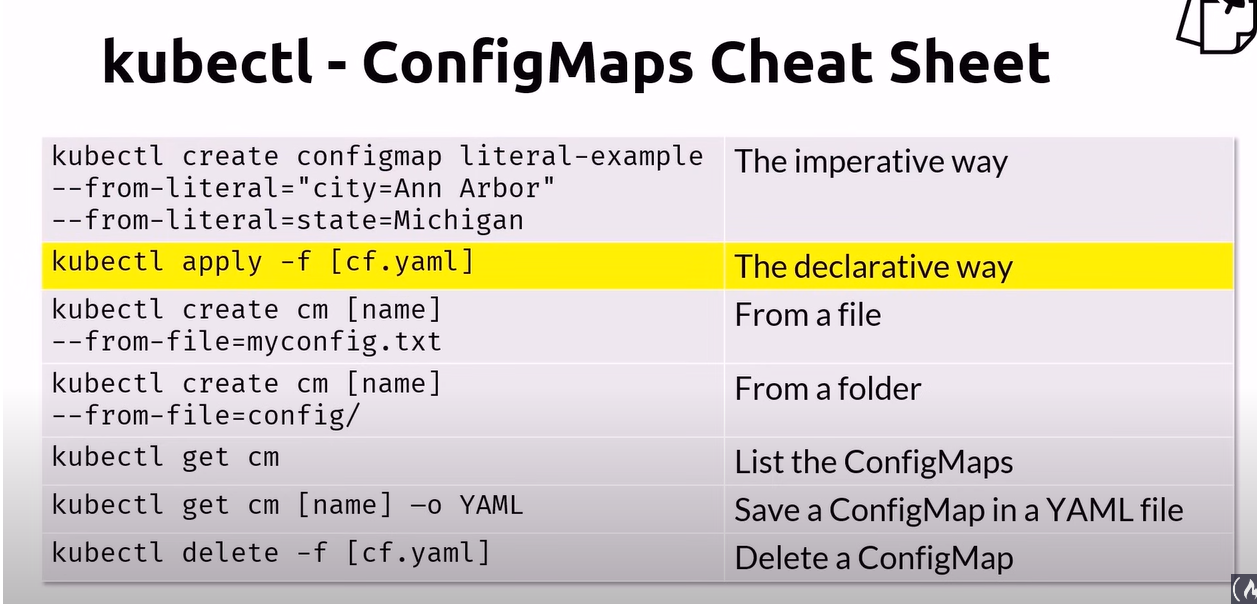 kubectl - ConfigMaps Cheat Sheet
kubectl create configmap literal-example
--from-literal="city=Ann Arbor"
--from-literal=state=Michigan
The imperative way
kubectl apply -f [cf.yaml]
The declarative way
kubectl create cm [name]
--from-file=myconfig.txt
From a file
kubectl create cm [name]
--from-file=config/
From a folder
kubectl get cm
List the ConfigMaps
kubectl get cm [name] –o YAML
Save a ConfigMap in a YAML file
kubectl delete -f [cf.yaml]
Delete a ConfigMap